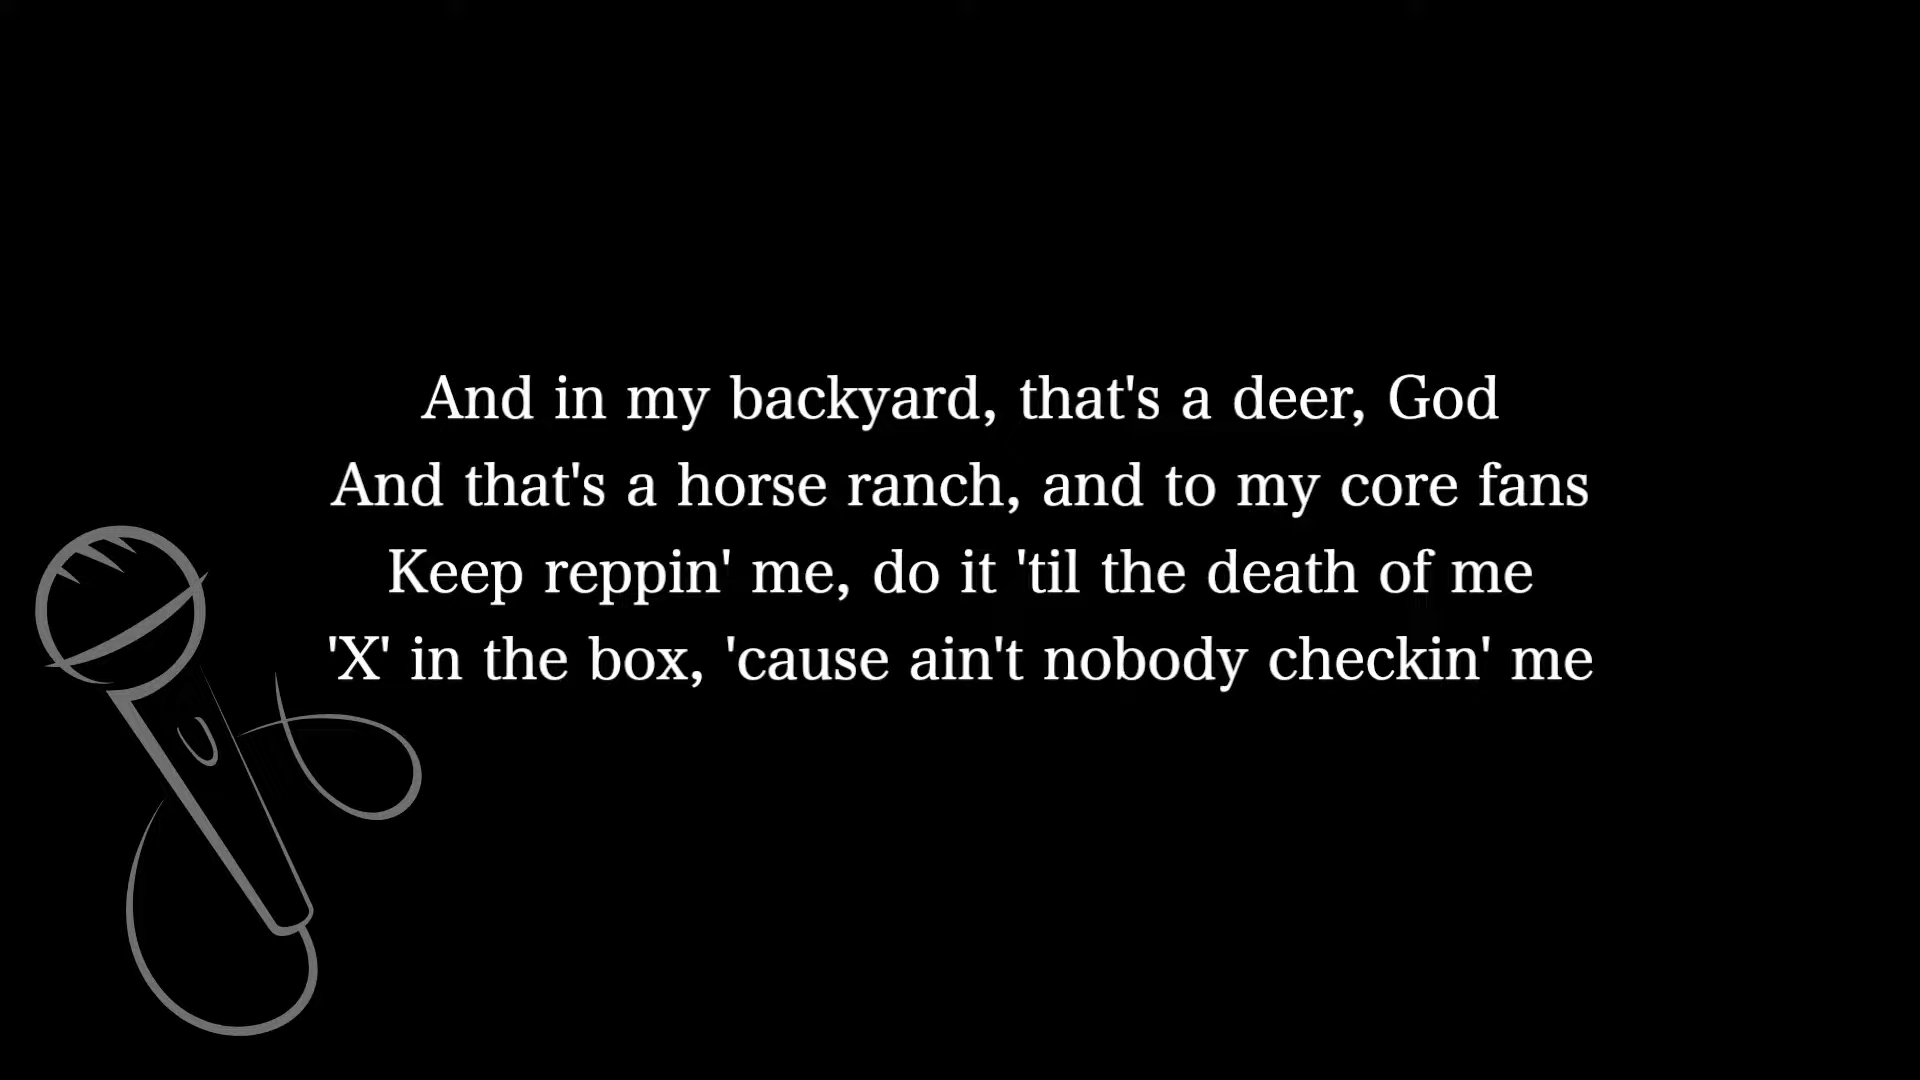 And in my backyard, that's a deer, God
And that's a horse ranch, and to my core fans
Keep reppin' me, do it 'til the death of me
'X' in the box, 'cause ain't nobody checkin' me